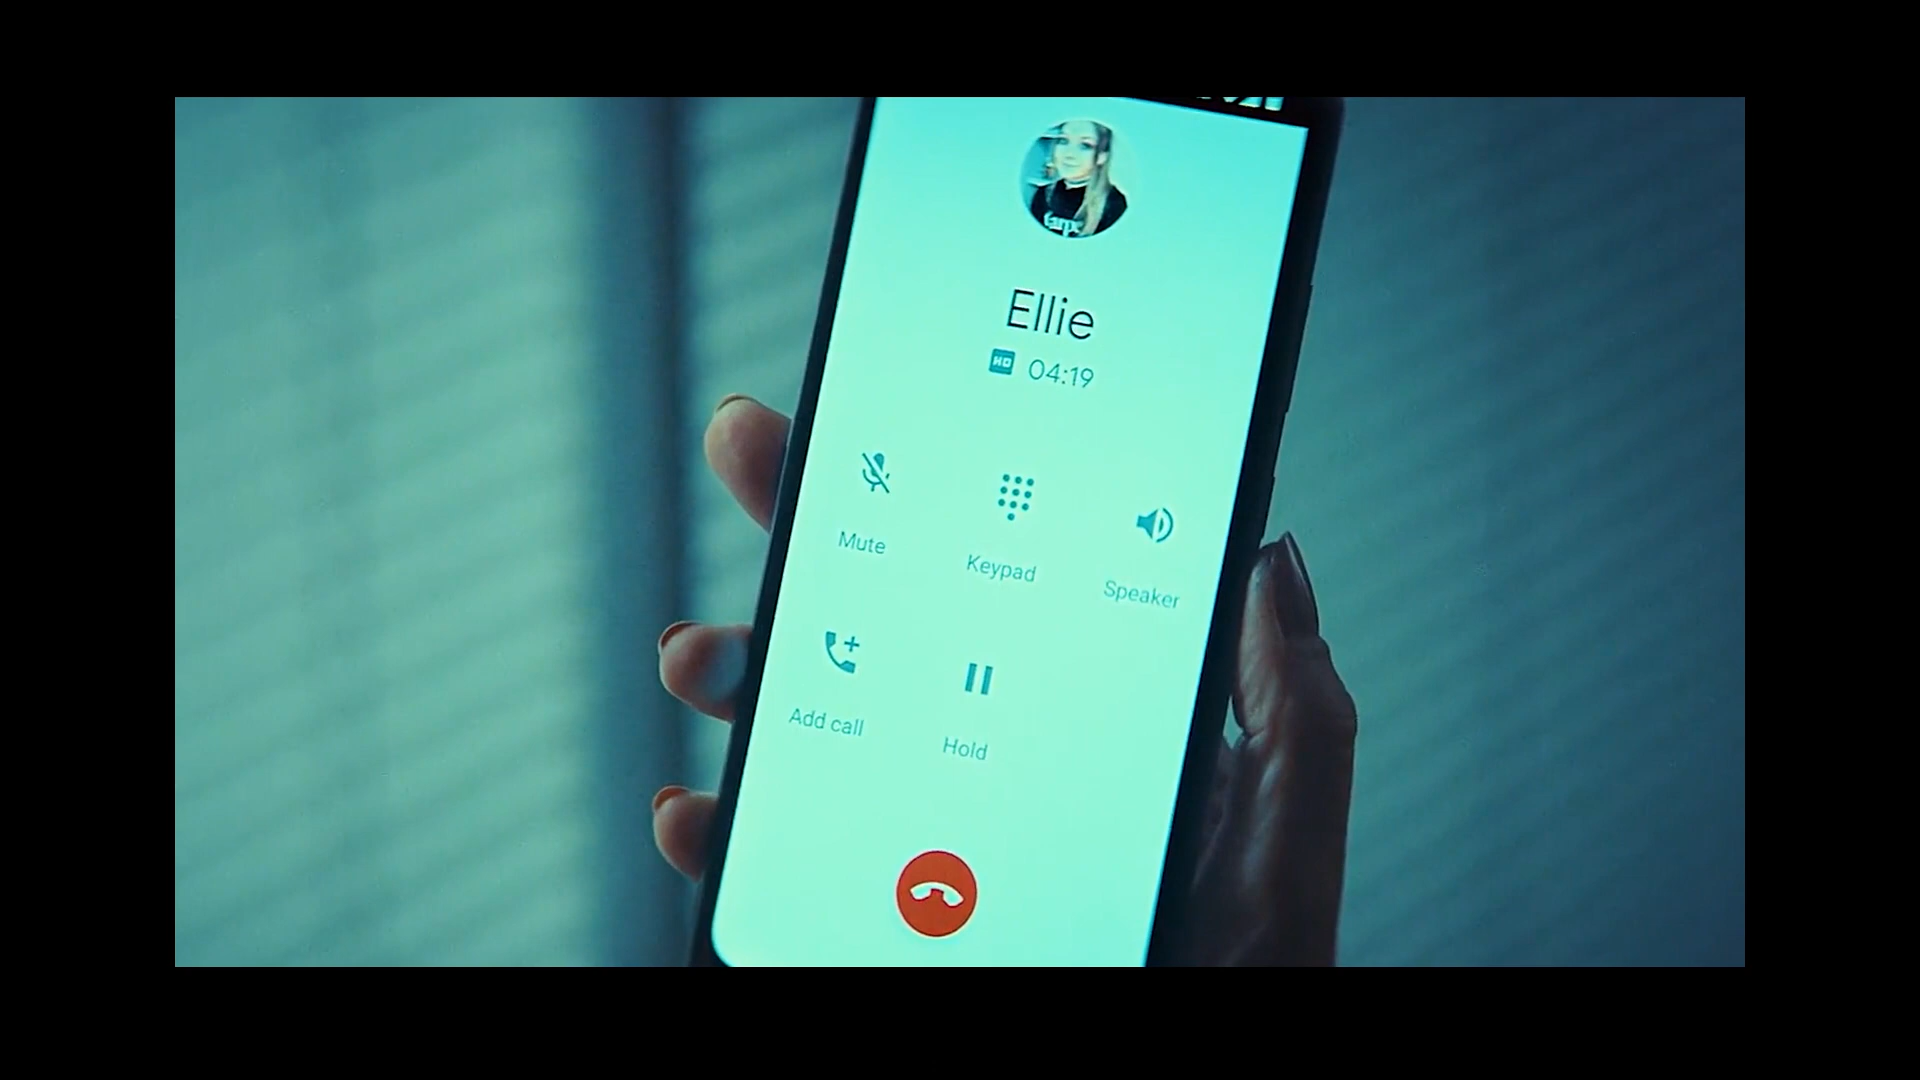 Ellie
HD 04:19
Mute
Keypad
Speaker
Add call
Hold